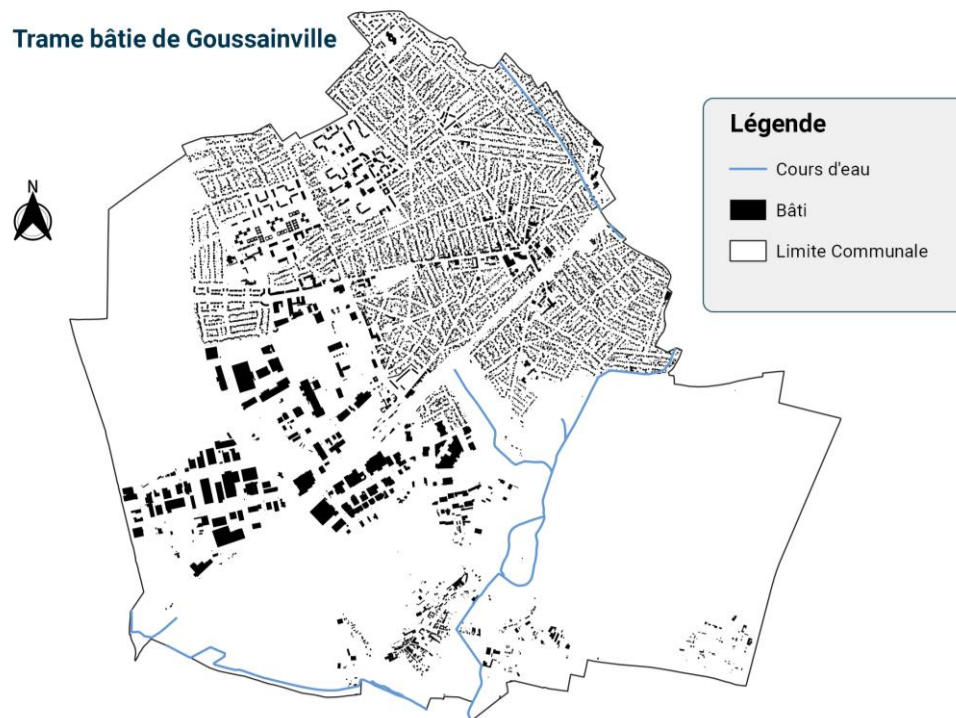 Trame bâtie de Goussainville
N
Légende
Cours d'eau
Bâti
Limite Communale